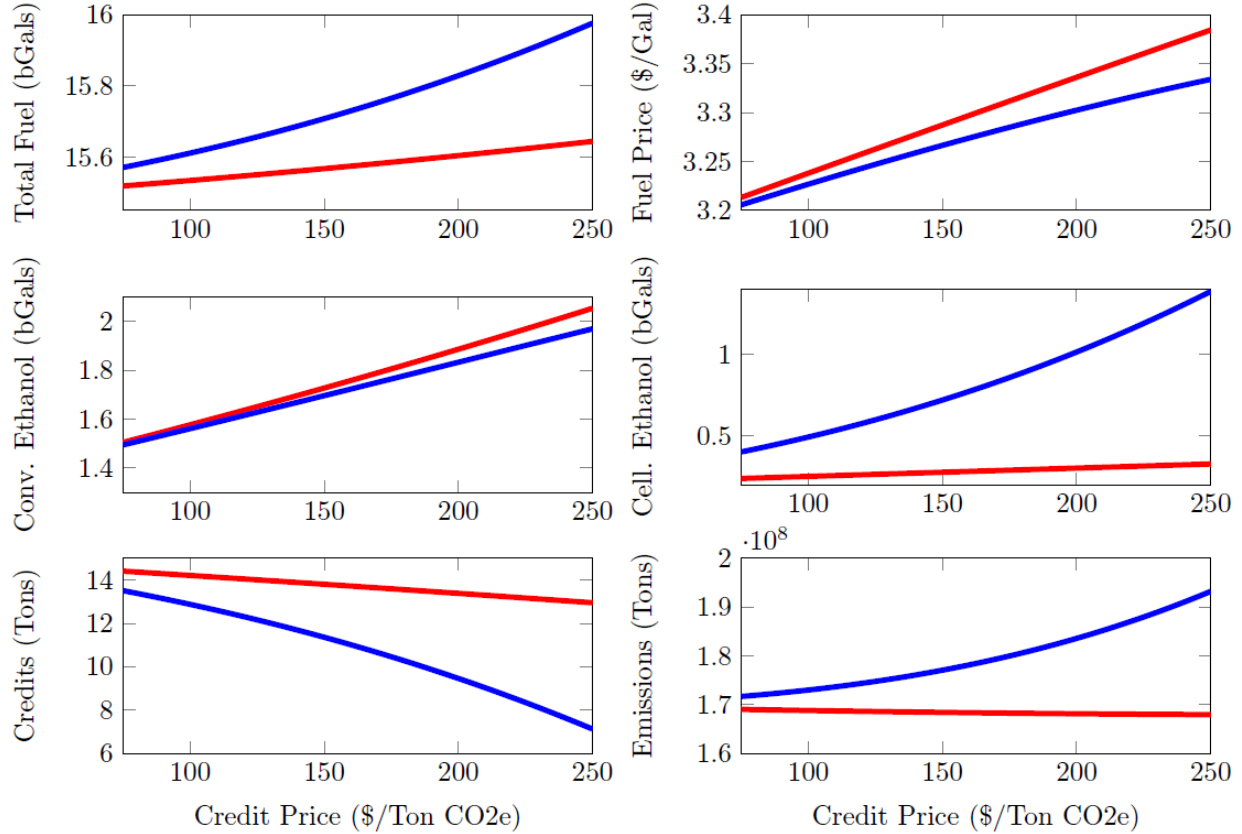 Total Fuel (bGals)
16
15.8
15.6
100 150 200 250
Fuel Price ($/Gal)
3.4
3.35
3.3
3.25
3.2
100 150 200 250
Conv. Ethanol (bGals)
2
1.8
1.6
1.4
100 150 200 250
Cell. Ethanol (bGals)
1
0.5
100 150 200 250
Credits (Tons)
14
12
10
8
6
100 150 200 250
Credit Price ($/Ton CO2e)
Emissions (Tons)
·10⁸
2
1.9
1.8
1.7
1.6
100 150 200 250
Credit Price ($/Ton CO2e)